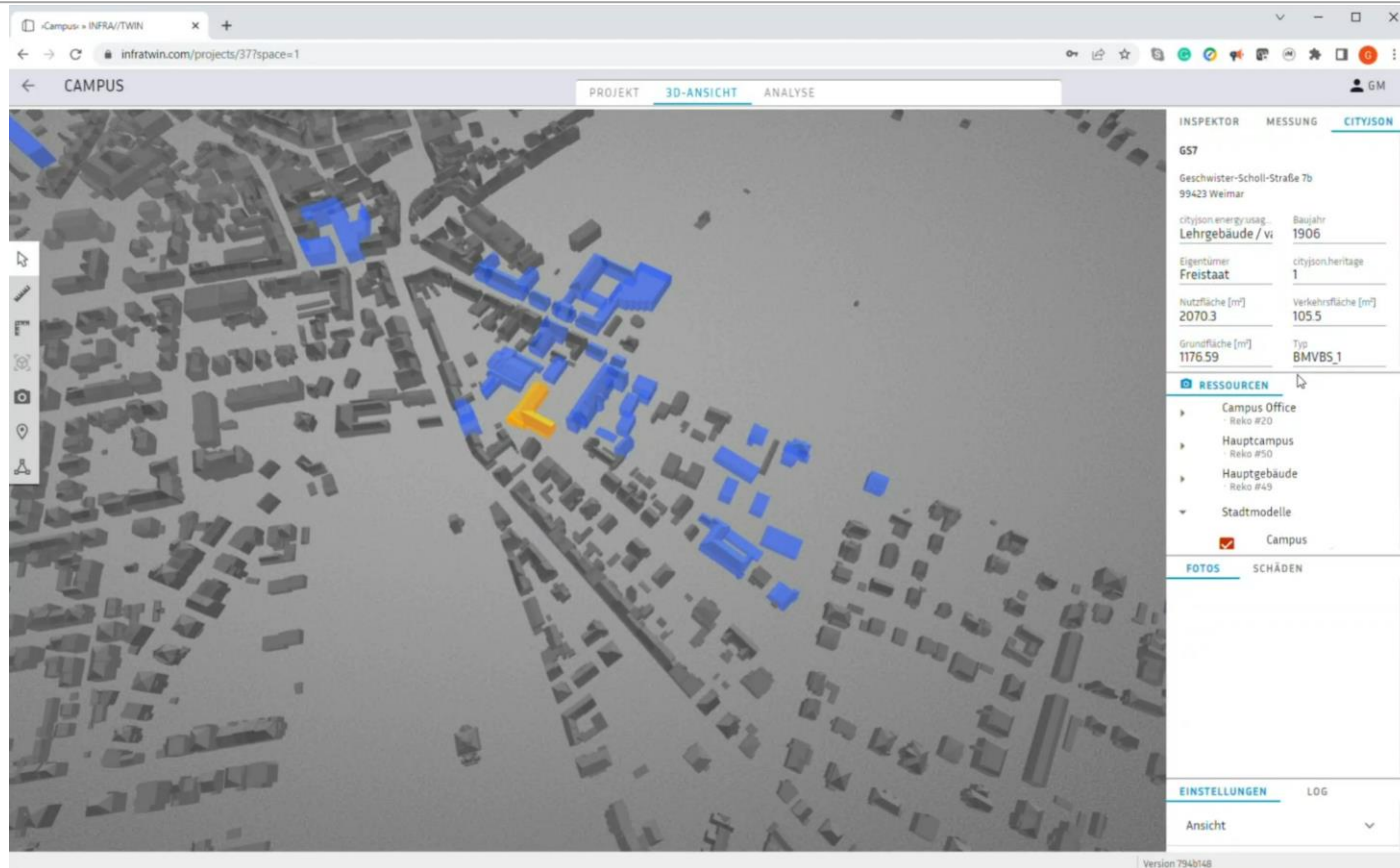 ‹Campus› » INFRA//TWIN
infratwin.com/projects/37?space=1
G
CAMPUS
PROJEKT 3D-ANSICHT ANALYSE
GM
INSPEKTOR MESSUNG CITYJSON
GS7
Geschwister-Scholl-Straße 7b
99423 Weimar
cityjson.energy.usag... Baujahr
Lehrgebäude / va 1906
Eigentümer cityjson.heritage
Freistaat 1
Nutzfläche [m²] Verkehrsfläche [m²]
2070.3 105.5
Grundfläche [m²] Typ
1176.59 BMVBS_1
RESSOURCEN
Campus Office
· Reko #20
Hauptcampus
· Reko #50
Hauptgebäude
· Reko #49
Stadtmodelle
Campus
FOTOS SCHÄDEN
EINSTELLUNGEN LOG
Ansicht
Version 794b148